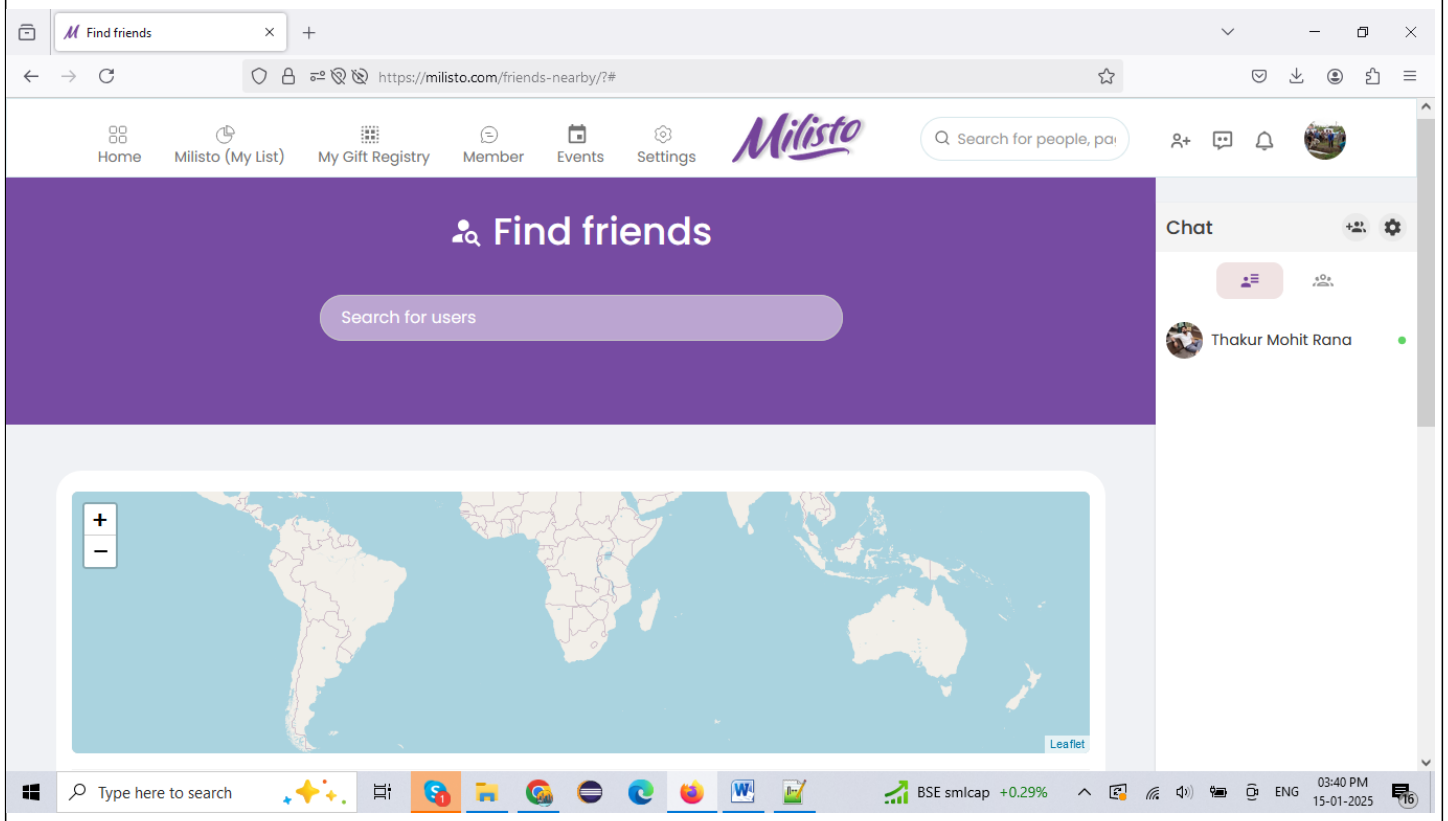 Find friends
https://milisto.com/friends-nearby/?#
Home
Milisto (My List)
My Gift Registry
Member
Events
Settings
Milisto
Search for people, pag
Find friends
Search for users
Chat
Thakur Mohit Rana
+
−
Leaflet
Type here to search
BSE smlcap +0.29%
ENG
03:40 PM
15-01-2025
16